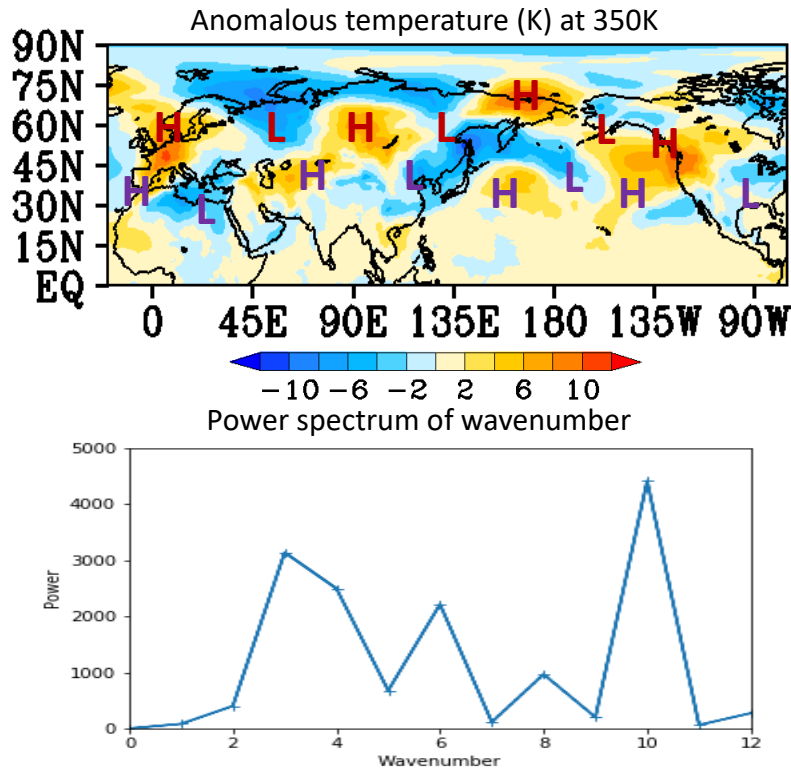 Anomalous temperature (K) at 350K
90N
75N
60N
45N
30N
15N
EQ
H L H L H L H
H L H L H L H L
0 45E 90E 135E 180 135W 90W
-10 -6 -2 2 6 10
Power spectrum of wavenumber
5000
4000
3000
2000
1000
0
Power
0 2 4 6 8 10 12
Wavenumber